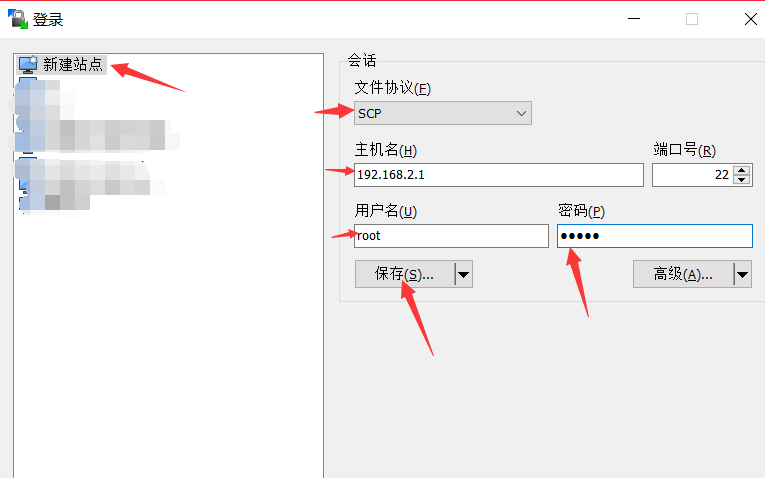 登录
新建站点
会话
文件协议(F)
SCP
主机名(H)
端口号(R)
192.168.2.1
22
用户名(U)
密码(P)
root
●●●●●
保存(S)...
高级(A)...